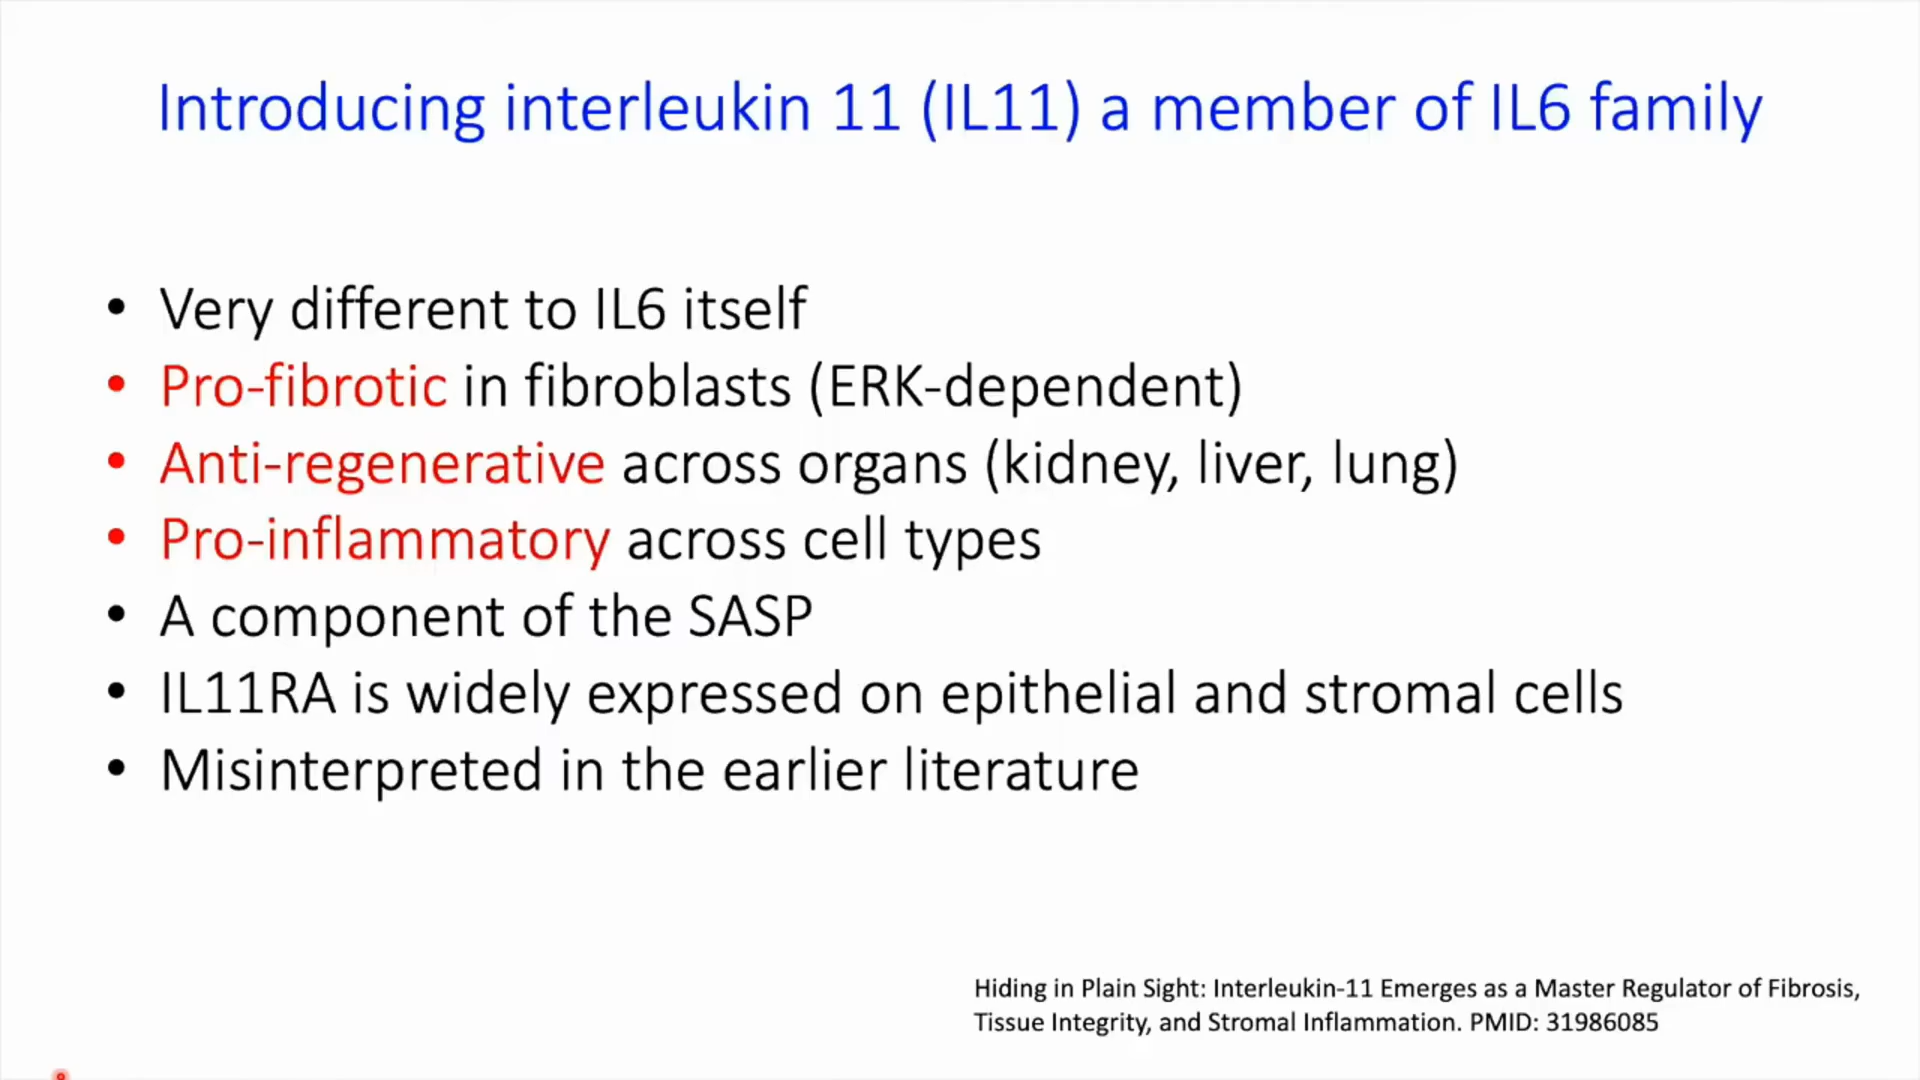 Introducing interleukin 11 (IL11) a member of IL6 family
• Very different to IL6 itself
• Pro-fibrotic in fibroblasts (ERK-dependent)
• Anti-regenerative across organs (kidney, liver, lung)
• Pro-inflammatory across cell types
• A component of the SASP
• IL11RA is widely expressed on epithelial and stromal cells
• Misinterpreted in the earlier literature
Hiding in Plain Sight: Interleukin-11 Emerges as a Master Regulator of Fibrosis,
Tissue Integrity, and Stromal Inflammation. PMID: 31986085